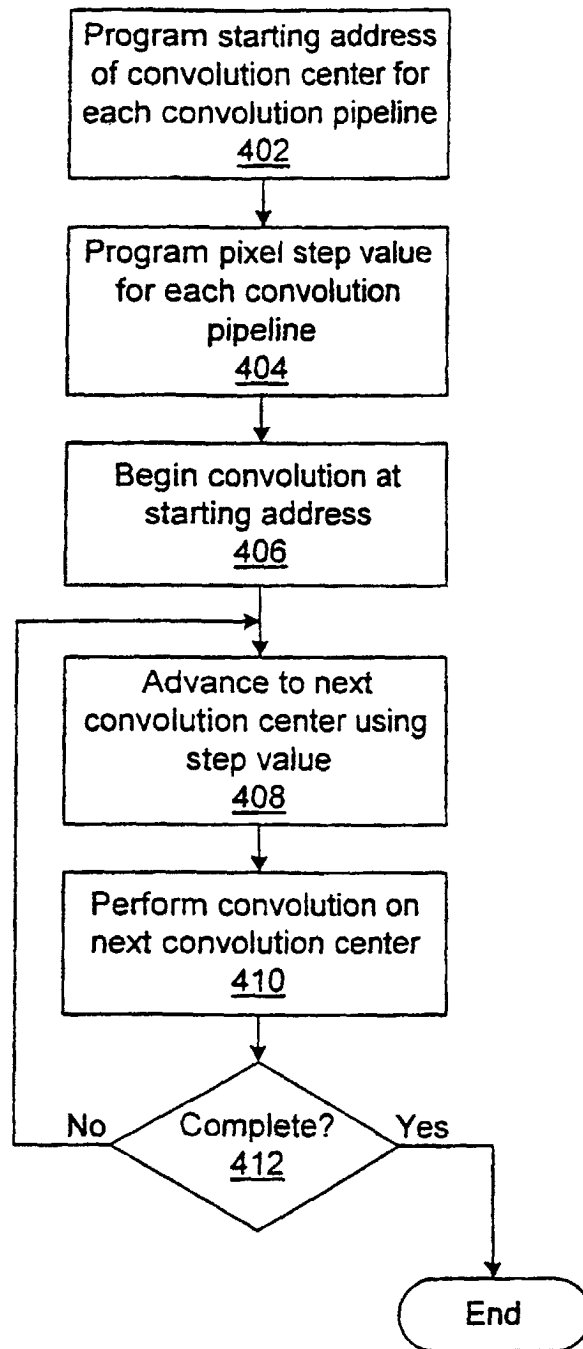 Program starting address
of convolution center for
each convolution pipeline
402
Program pixel step value
for each convolution
pipeline
404
Begin convolution at
starting address
406
Advance to next
convolution center using
step value
408
Perform convolution on
next convolution center
410
No
Complete?
Yes
412
End